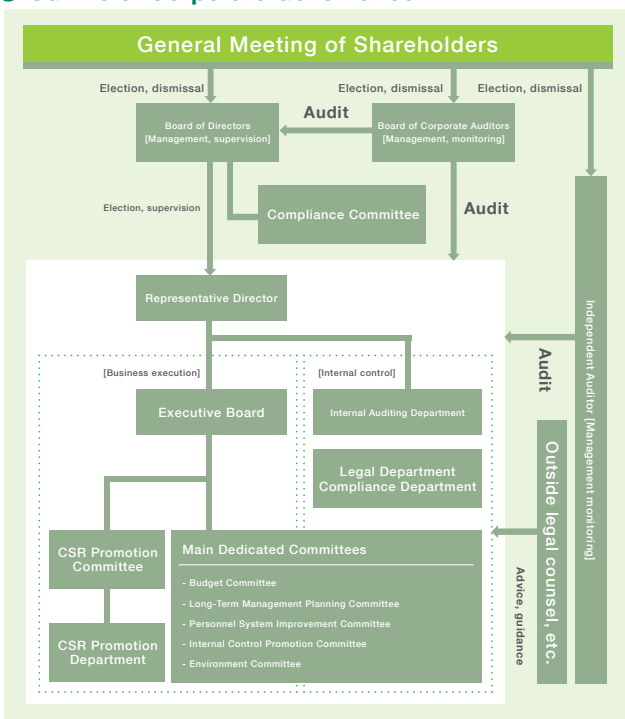 General Meeting of Shareholders
Election, dismissal
Election, dismissal
Election, dismissal
Board of Directors
[Management, supervision]
Audit
Board of Corporate Auditors
[Management, monitoring]
Election, supervision
Compliance Committee
Audit
Representative Director
Independent Auditor [Management monitoring]
Audit
[Business execution]
[Internal control]
Executive Board
Internal Auditing Department
Legal Department
Compliance Department
Outside legal counsel, etc.
Advice, guidance
CSR Promotion
Committee
CSR Promotion
Department
Main Dedicated Committees
- Budget Committee
- Long-Term Management Planning Committee
- Personnel System Improvement Committee
- Internal Control Promotion Committee
- Environment Committee